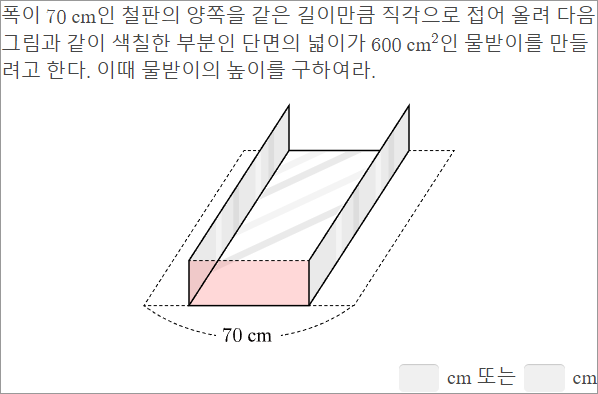 폭이 70 cm인 철판의 양쪽을 같은 길이만큼 직각으로 접어 올려 다음
그림과 같이 색칠한 부분인 단면의 넓이가 600 cm²인 물받이를 만들
려고 한다. 이때 물받이의 높이를 구하여라.
70 cm
cm 또는 cm